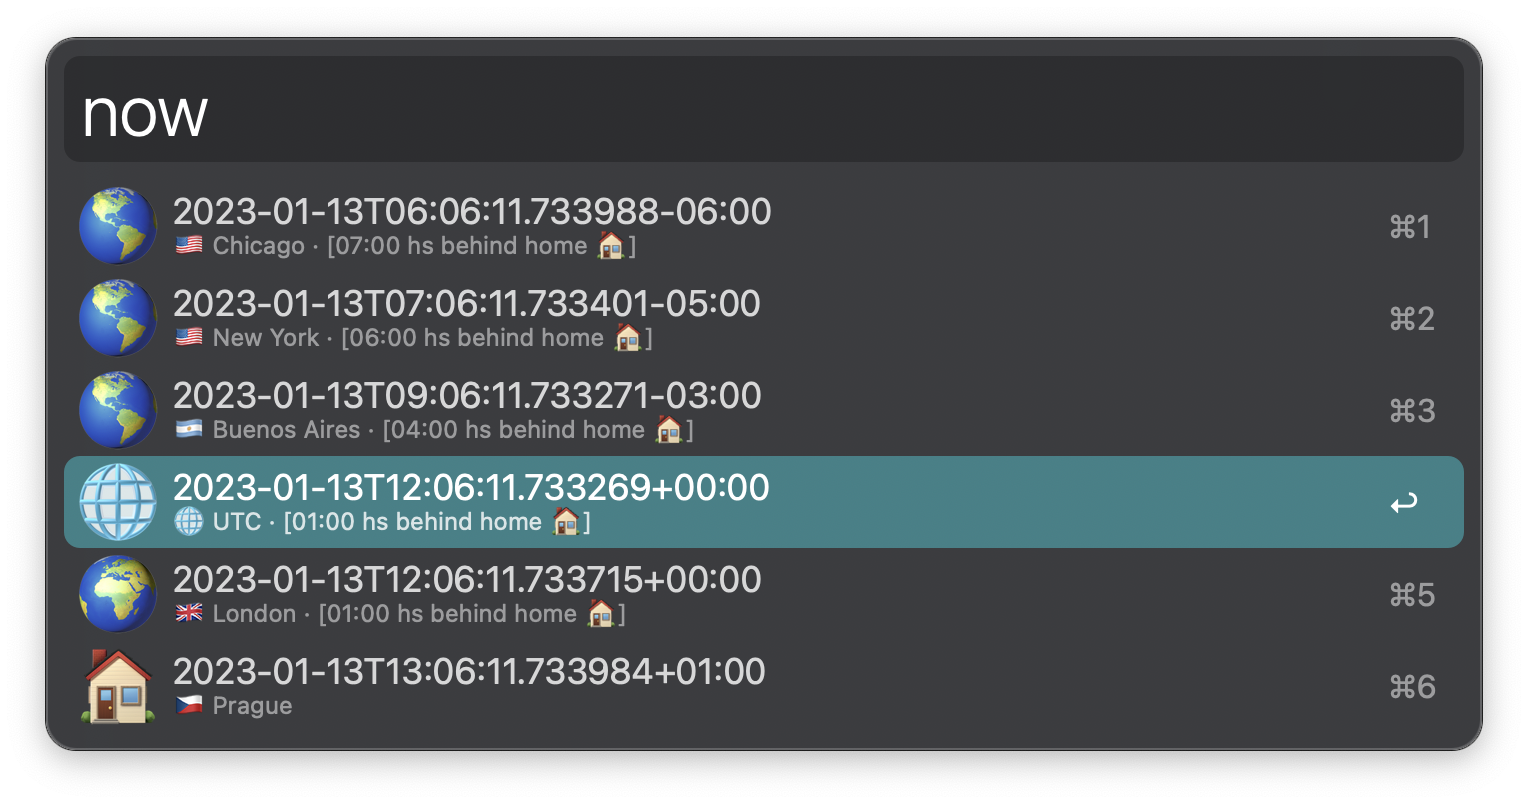 now
2023-01-13T06:06:11.733988-06:00
🇺🇸 Chicago · [07:00 hs behind home 🏠]
⌘1
2023-01-13T07:06:11.733401-05:00
🇺🇸 New York · [06:00 hs behind home 🏠]
⌘2
2023-01-13T09:06:11.733271-03:00
🇦🇷 Buenos Aires · [04:00 hs behind home 🏠]
⌘3
2023-01-13T12:06:11.733269+00:00
🌐 UTC · [01:00 hs behind home 🏠]
↩
2023-01-13T12:06:11.733715+00:00
🇬🇧 London · [01:00 hs behind home 🏠]
⌘5
2023-01-13T13:06:11.733984+01:00
🇨🇿 Prague
⌘6